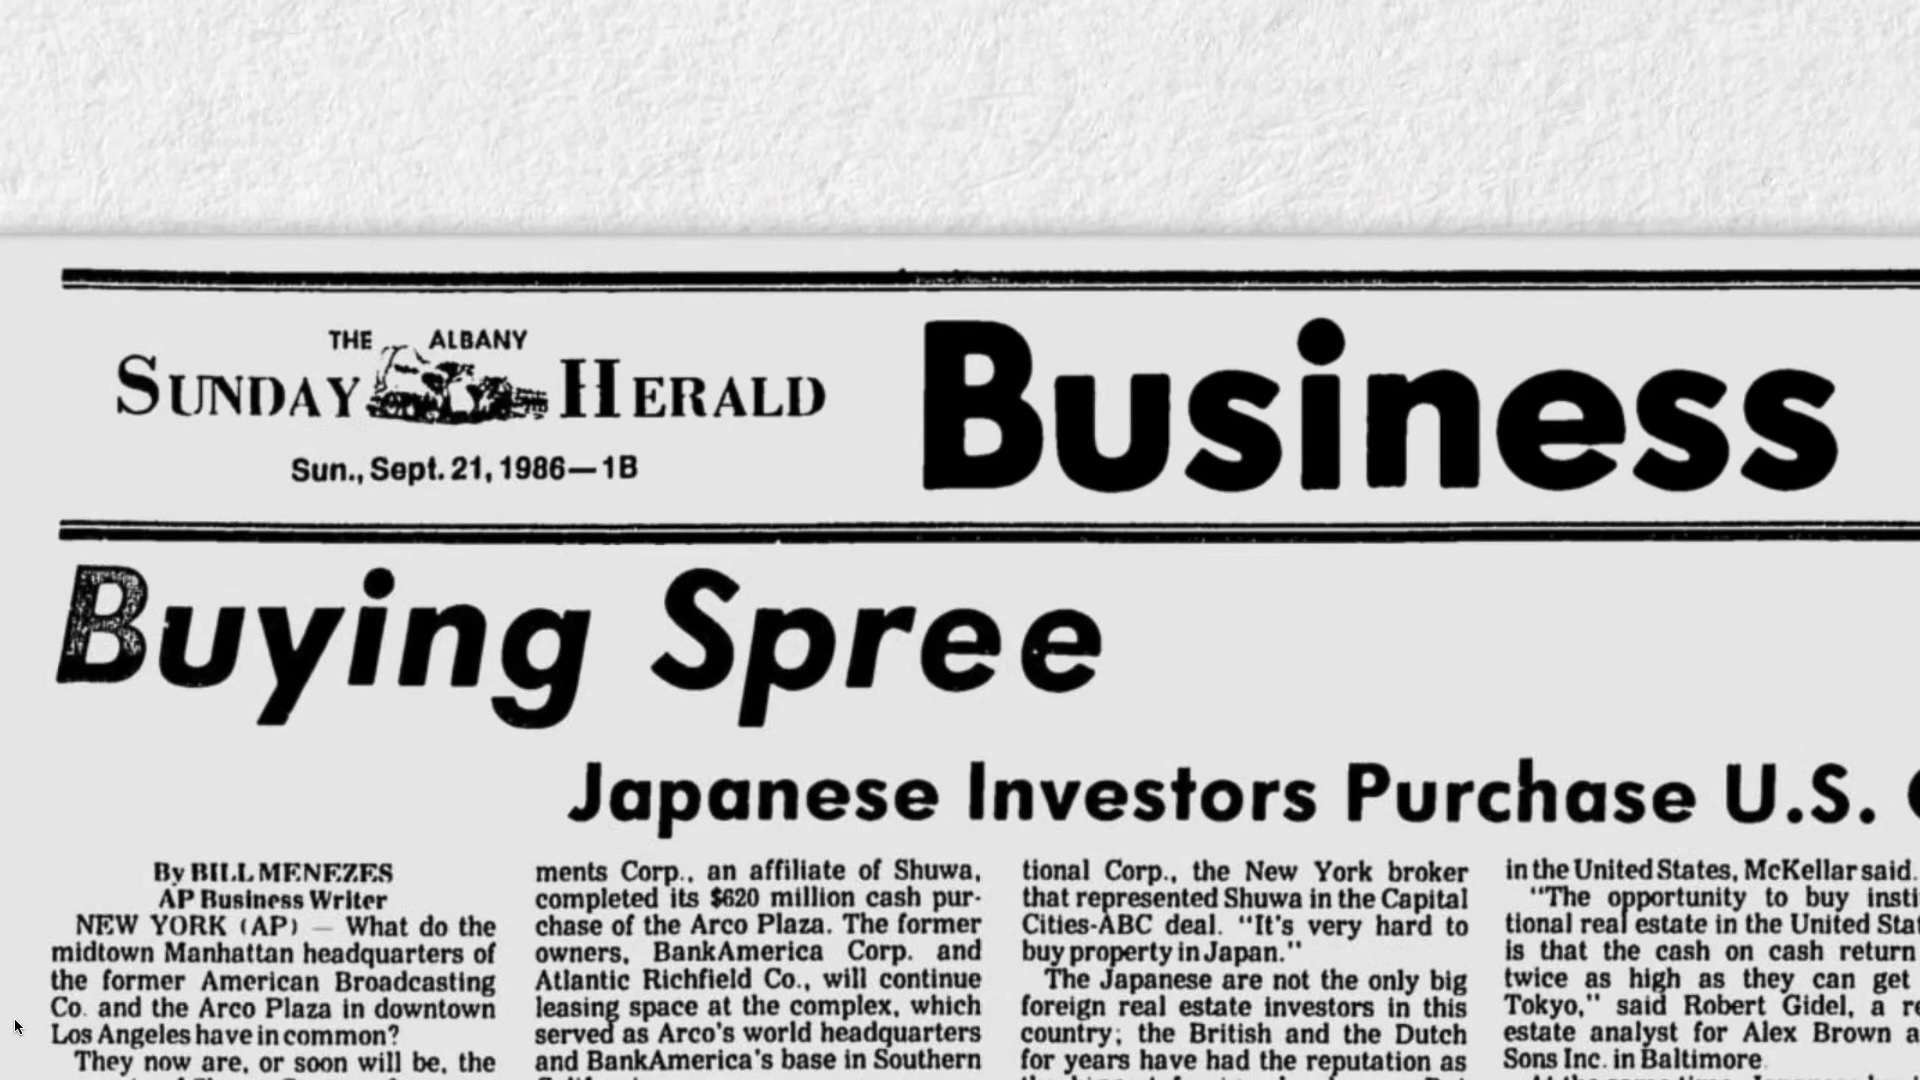 THE ALBANY
SUNDAY HERALD
Sun., Sept. 21, 1986—1B
Business
Buying Spree
Japanese Investors Purchase U.S.
By BILL MENEZES
AP Business Writer
NEW YORK (AP) — What do the
midtown Manhattan headquarters of
the former American Broadcasting
Co. and the Arco Plaza in downtown
Los Angeles have in common?
They now are, or soon will be, the
ments Corp., an affiliate of Shuwa,
completed its $620 million cash pur-
chase of the Arco Plaza. The former
owners, BankAmerica Corp. and
Atlantic Richfield Co., will continue
leasing space at the complex, which
served as Arco's world headquarters
and BankAmerica's base in Southern
tional Corp., the New York broker
that represented Shuwa in the Capital
Cities-ABC deal. "It's very hard to
buy property in Japan."
The Japanese are not the only big
foreign real estate investors in this
country; the British and the Dutch
for years have had the reputation as
in the United States, McKellar said.
"The opportunity to buy insti
tional real estate in the United Sta
is that the cash on cash return
twice as high as they can get
Tokyo," said Robert Gidel, a re
estate analyst for Alex Brown a
Sons Inc. in Baltimore.